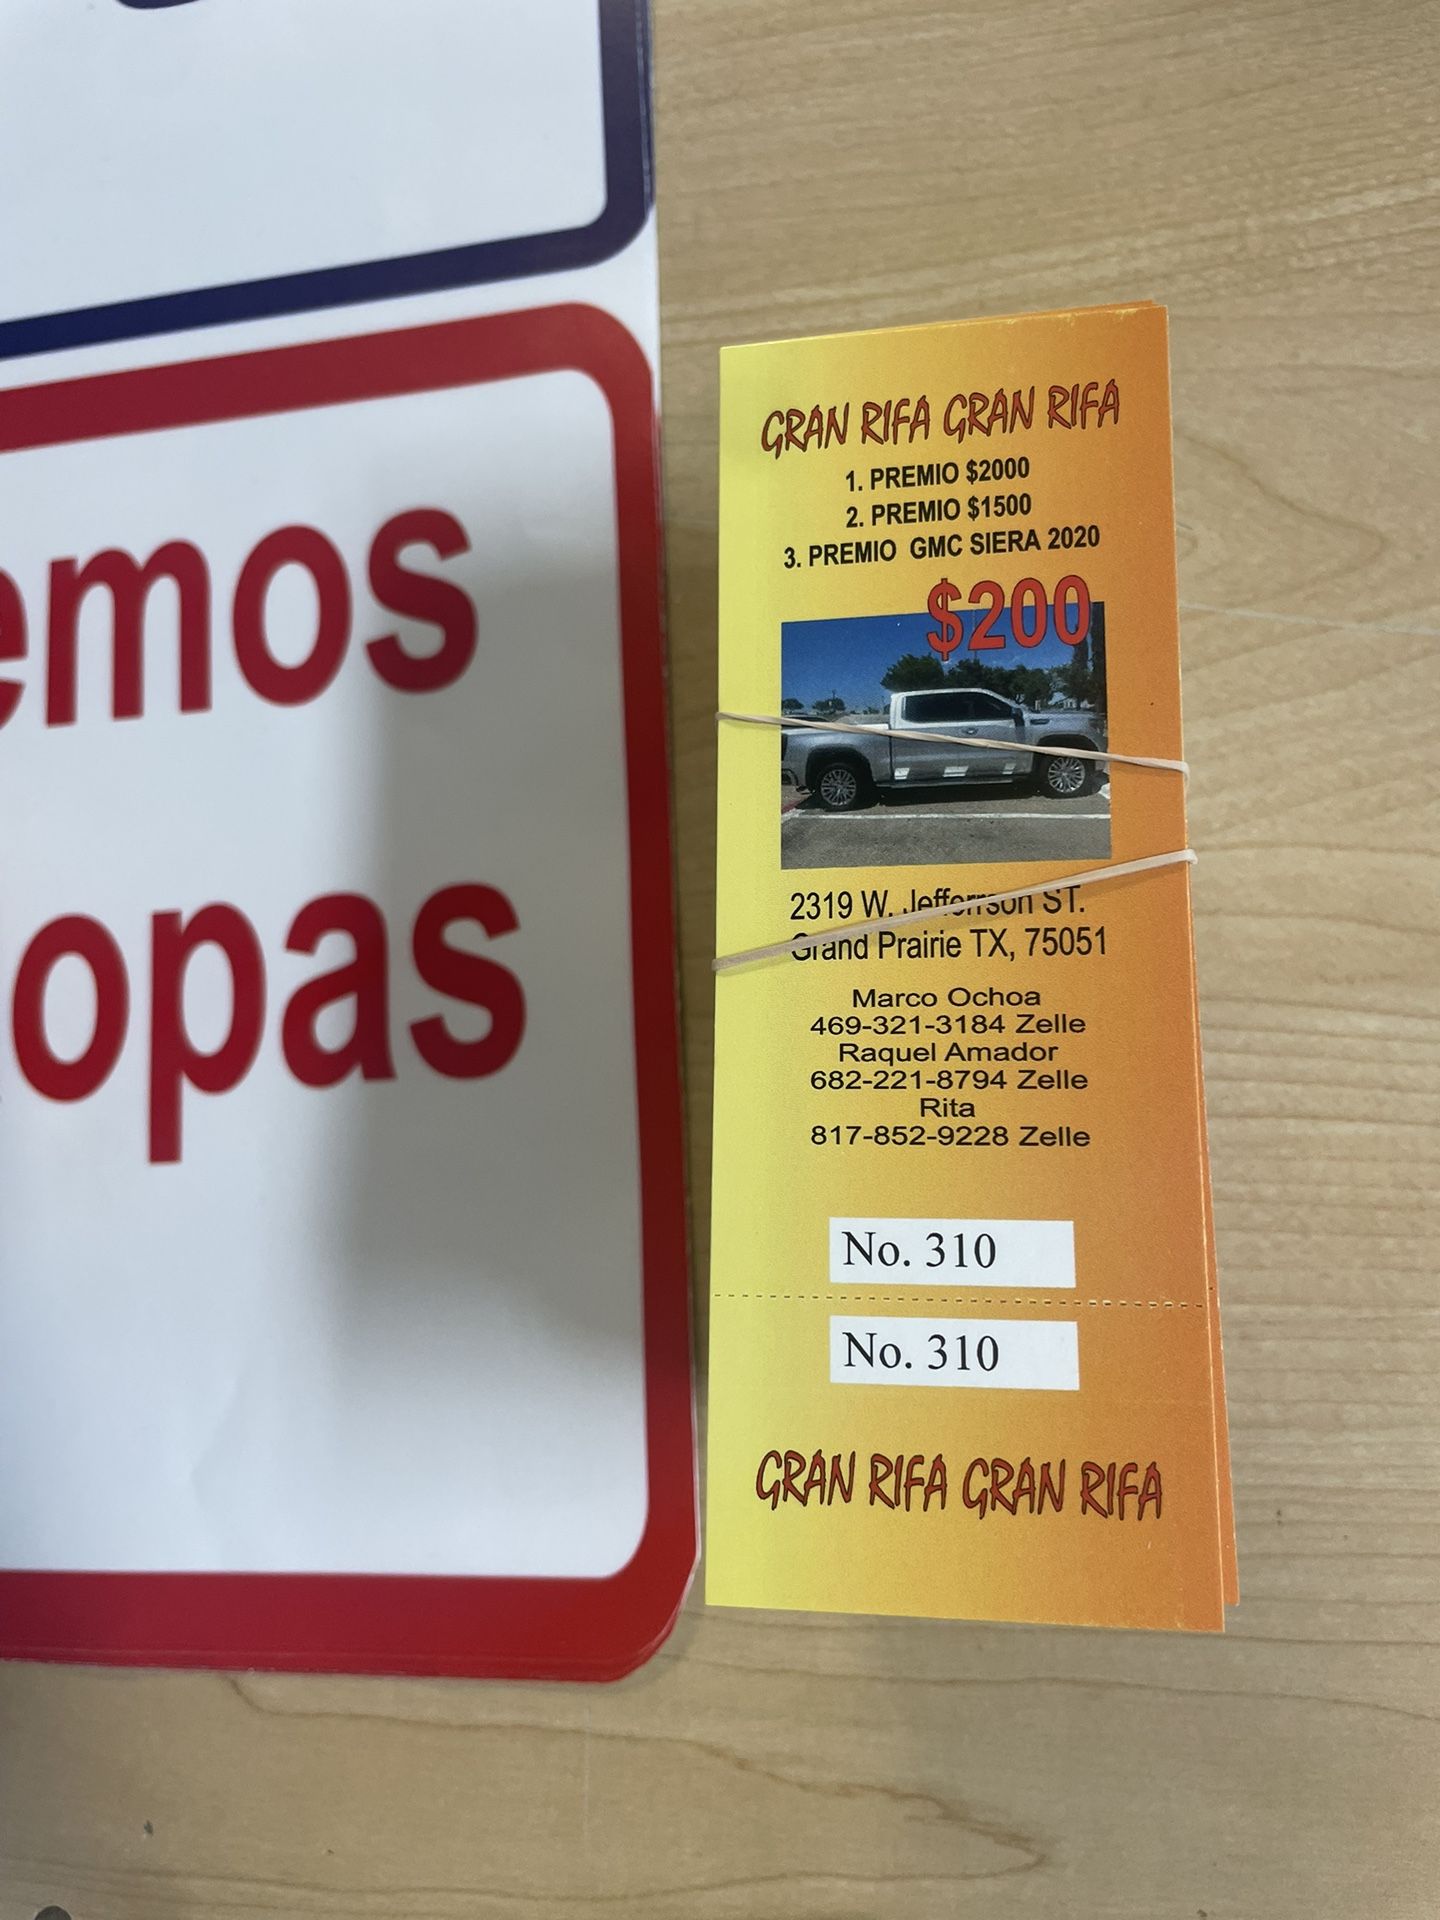 emos
opas
GRAN RIFA GRAN RIFA
1. PREMIO $2000
2. PREMIO $1500
3. PREMIO GMC SIERA 2020
$200
2319 W. Jefferrson ST.
Grand Prairie TX, 75051
Marco Ochoa
469-321-3184 Zelle
Raquel Amador
682-221-8794 Zelle
Rita
817-852-9228 Zelle
No. 310
No. 310
GRAN RIFA GRAN RIFA